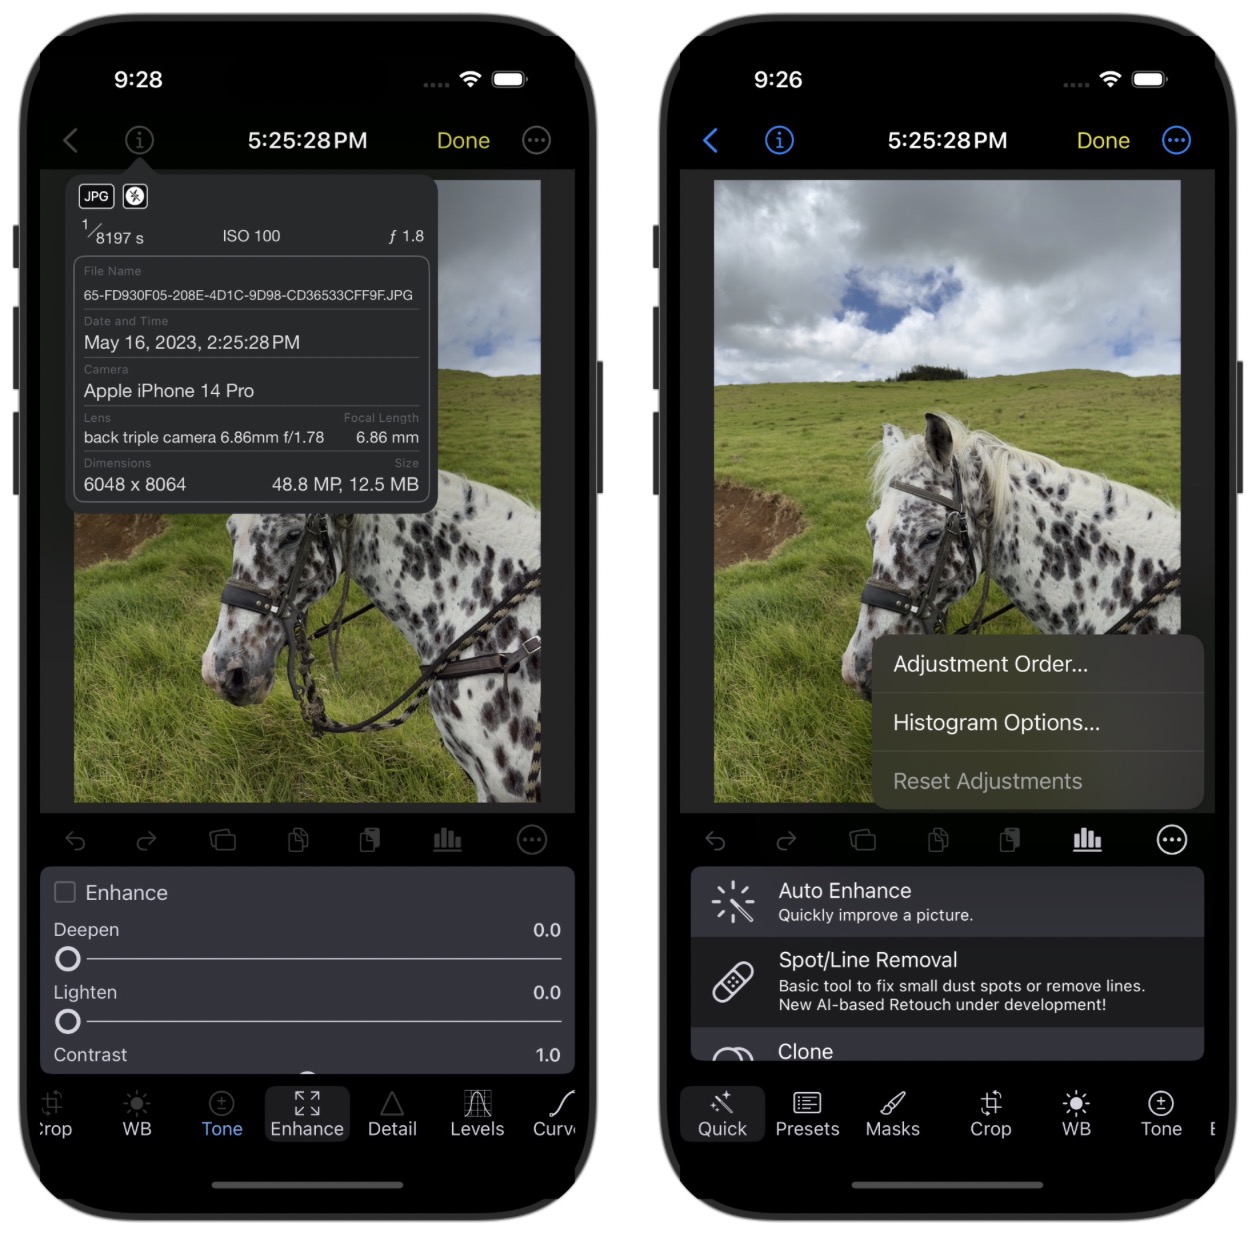 9:28
5:25:28 PM
Done
JPG
1/8197 s
ISO 100
ƒ 1.8
File Name
65-FD930F05-208E-4D1C-9D98-CD36533CFF9F.JPG
Date and Time
May 16, 2023, 2:25:28 PM
Camera
Apple iPhone 14 Pro
Lens
Focal Length
back triple camera 6.86mm f/1.78
6.86 mm
Dimensions
Size
6048 x 8064
48.8 MP, 12.5 MB
Enhance
Deepen
0.0
Lighten
0.0
Contrast
1.0
rop
WB
Tone
Enhance
Detail
Levels
Curv
9:26
5:25:28 PM
Done
Adjustment Order...
Histogram Options...
Reset Adjustments
Auto Enhance
Quickly improve a picture.
Spot/Line Removal
Basic tool to fix small dust spots or remove lines.
New AI-based Retouch under development!
Clone
Quick
Presets
Masks
Crop
WB
Tone